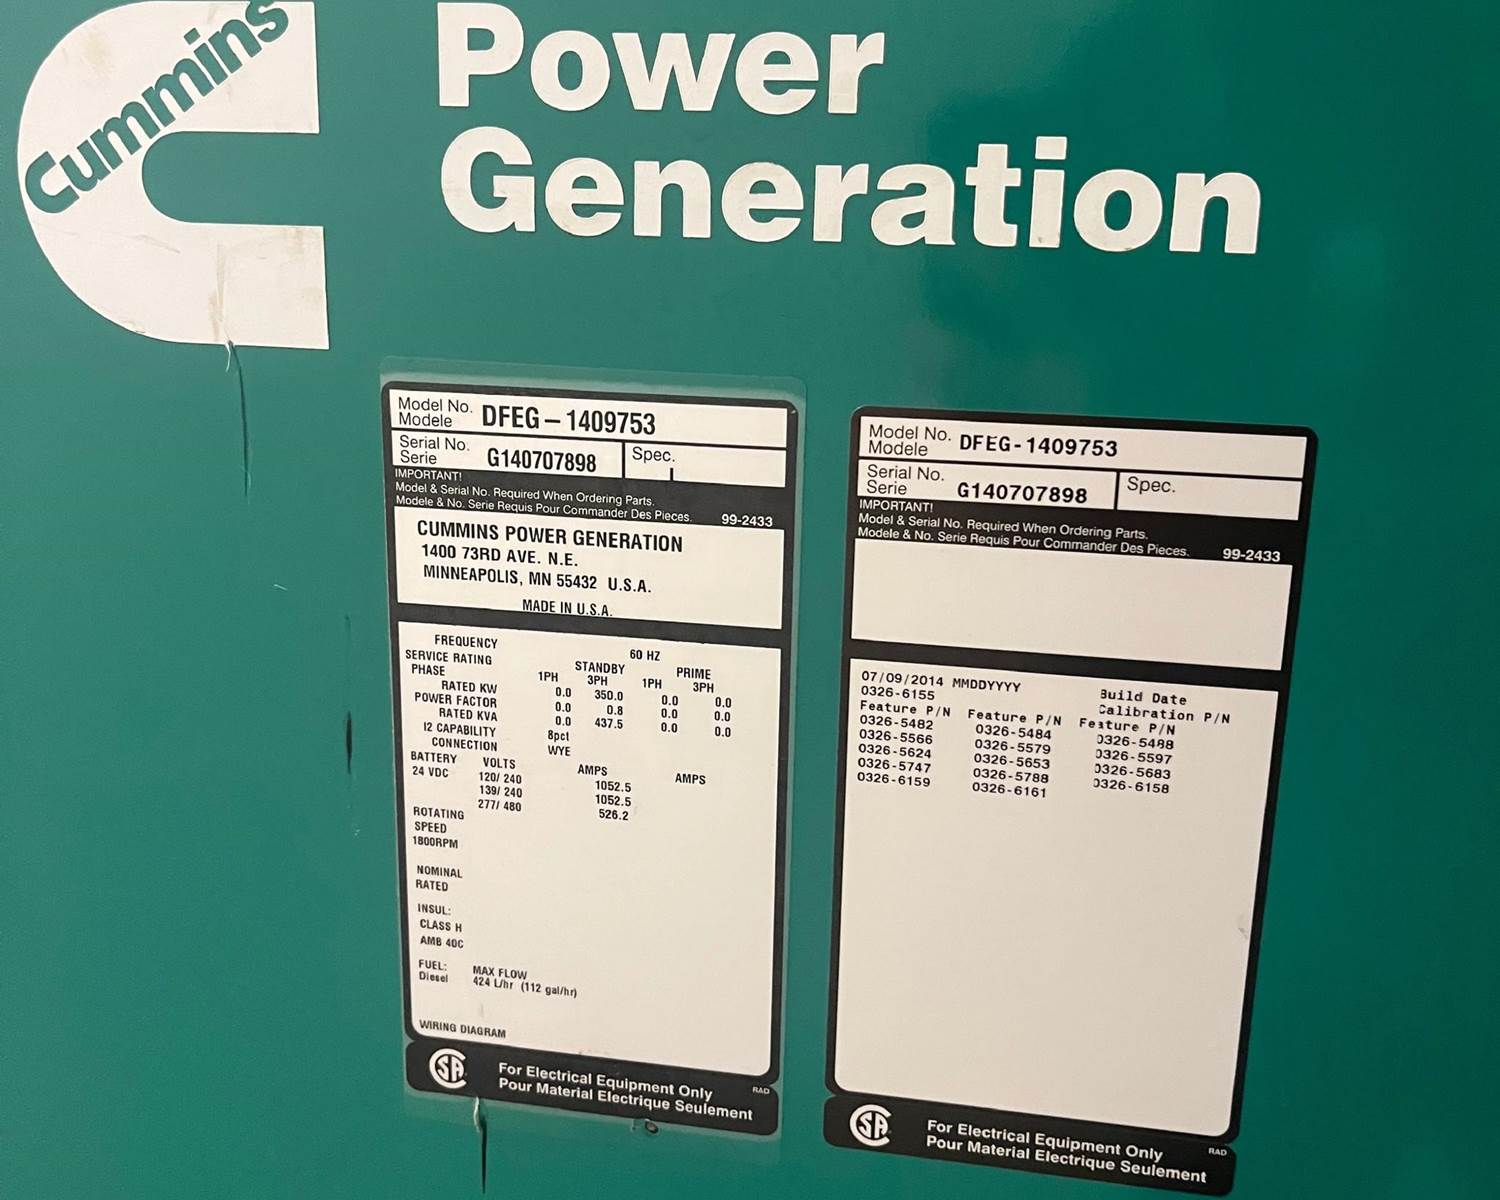 Cummins
Power
Generation
Model No. DFEG – 1409753
Modele
Serial No. G140707898 Spec.
Serie
IMPORTANT!
Model & Serial No. Required When Ordering Parts.
Modele & No. Serie Requis Pour Commander Des Pieces. 99-2433
CUMMINS POWER GENERATION
1400 73RD AVE. N.E.
MINNEAPOLIS, MN 55432 U.S.A.
MADE IN U.S.A.
FREQUENCY 60 HZ
SERVICE RATING STANDBY PRIME
PHASE 1PH 3PH 1PH 3PH
RATED KW 0.0 350.0 0.0 0.0
POWER FACTOR 0.0 0.8 0.0 0.0
RATED KVA 0.0 437.5 0.0 0.0
I2 CAPABILITY 8pct
CONNECTION WYE
BATTERY VOLTS AMPS AMPS
24 VDC 120/ 240 1052.5
139/ 240 1052.5
277/ 480 526.2
ROTATING
SPEED
1800RPM
NOMINAL
RATED
INSUL:
CLASS H
AMB 40C
FUEL: MAX FLOW
Diesel 424 L/hr (112 gal/hr)
WIRING DIAGRAM
SA For Electrical Equipment Only RAD
Pour Material Electrique Seulement
Model No. DFEG-1409753
Modele
Serial No. G140707898 Spec.
Serie
IMPORTANT!
Model & Serial No. Required When Ordering Parts.
Modele & No. Serie Requis Pour Commander Des Pieces. 99-2433
07/09/2014 MMDDYYYY Build Date
0326-6155 Calibration P/N
Feature P/N Feature P/N Feature P/N
0326-5482 0326-5484 0326-5488
0326-5566 0326-5579 0326-5597
0326-5624 0326-5653 0326-5683
0326-5747 0326-5788 0326-6158
0326-6159 0326-6161
SA For Electrical Equipment Only RAD
Pour Material Electrique Seulement